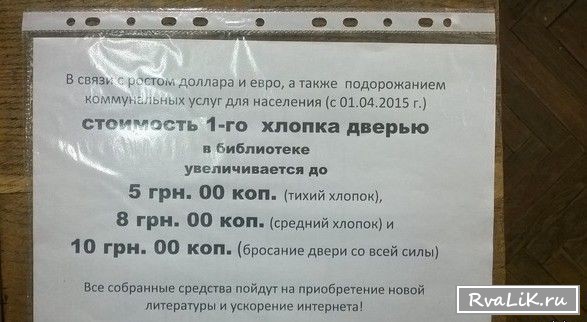 В связи с ростом доллара и евро, а также подорожанием
коммунальных услуг для населения (с 01.04.2015 г.)
стоимость 1-го хлопка дверью
в библиотеке
увеличивается до
5 грн. 00 коп. (тихий хлопок),
8 грн. 00 коп. (средний хлопок) и
10 грн. 00 коп. (бросание двери со всей силы)
Все собранные средства пойдут на приобретение новой
литературы и ускорение интернета!
RvaLiK.ru